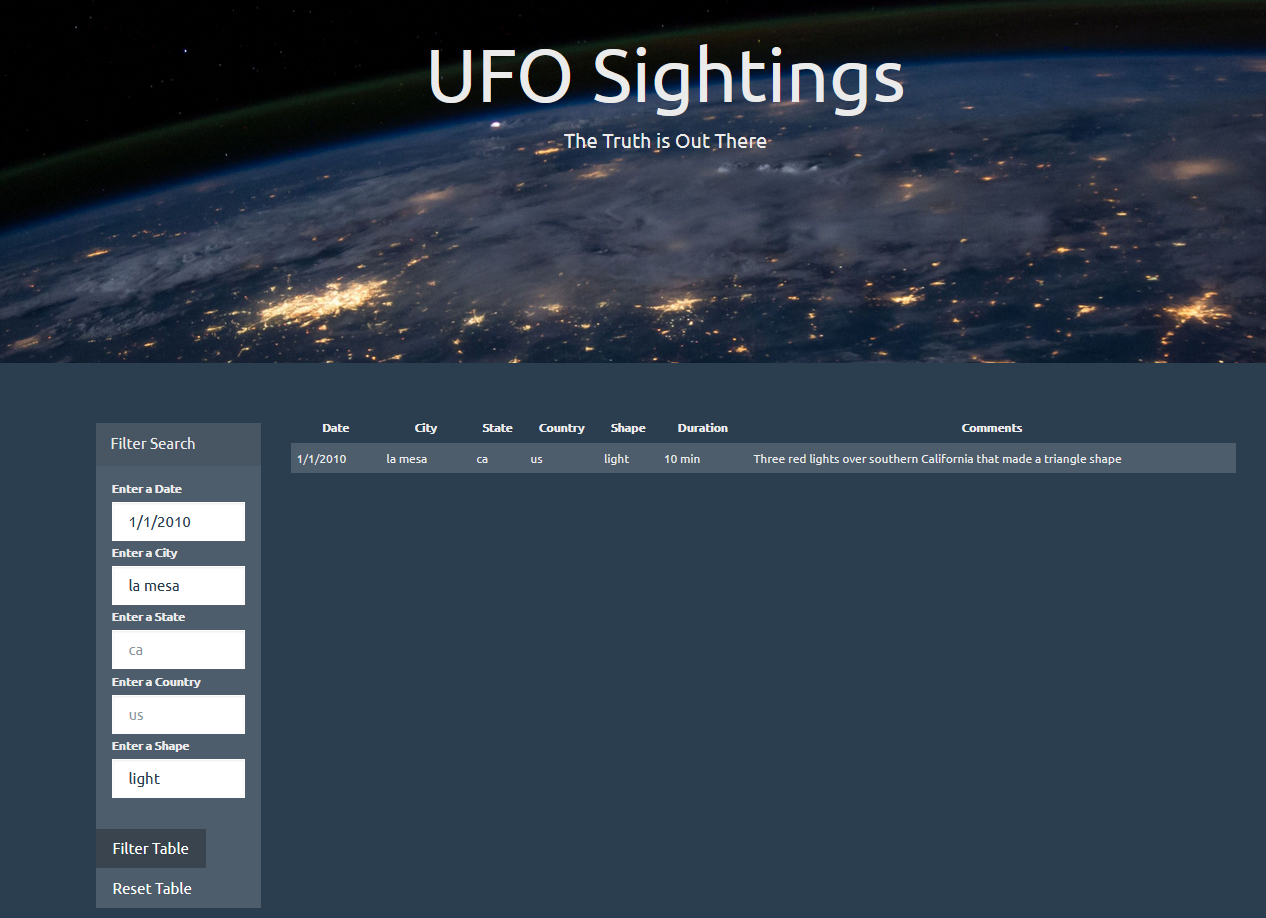 UFO Sightings
The Truth is Out There
Filter Search
Enter a Date
1/1/2010
Enter a City
la mesa
Enter a State
ca
Enter a Country
us
Enter a Shape
light
Filter Table
Reset Table
Date City State Country Shape Duration Comments
1/1/2010 la mesa ca us light 10 min Three red lights over southern California that made a triangle shape